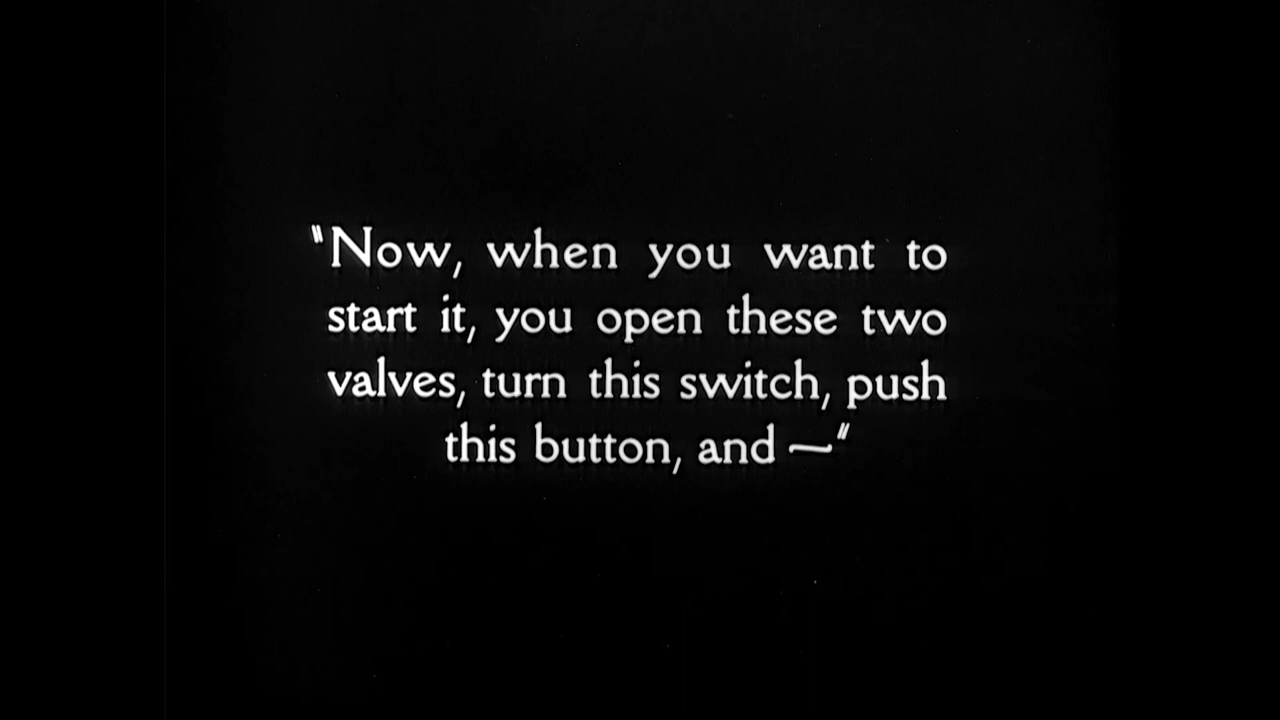 "Now, when you want to
start it, you open these two
valves, turn this switch, push
this button, and —"